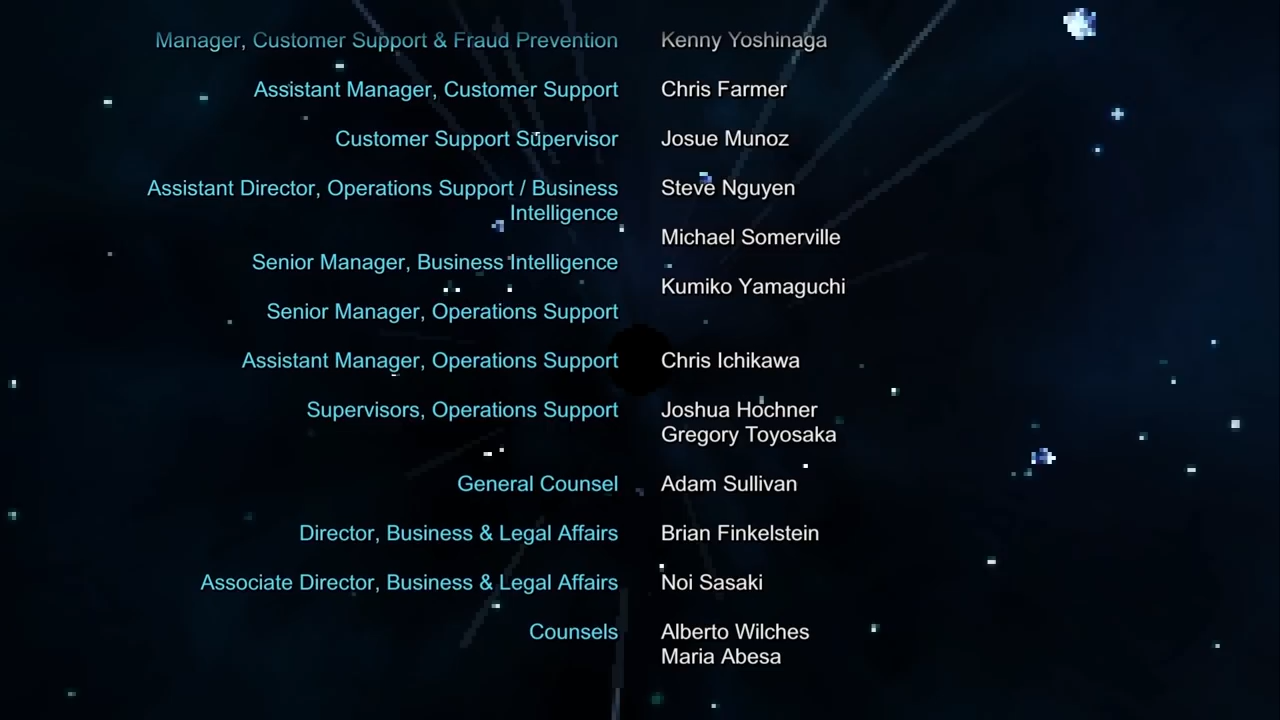 Manager, Customer Support & Fraud Prevention Kenny Yoshinaga
Assistant Manager, Customer Support Chris Farmer
Customer Support Supervisor Josue Munoz
Assistant Director, Operations Support / Business Steve Nguyen
Intelligence
Michael Somerville
Senior Manager, Business Intelligence
Kumiko Yamaguchi
Senior Manager, Operations Support
Assistant Manager, Operations Support Chris Ichikawa
Supervisors, Operations Support Joshua Hochner
Gregory Toyosaka
General Counsel Adam Sullivan
Director, Business & Legal Affairs Brian Finkelstein
Associate Director, Business & Legal Affairs Noi Sasaki
Counsels Alberto Wilches
Maria Abesa